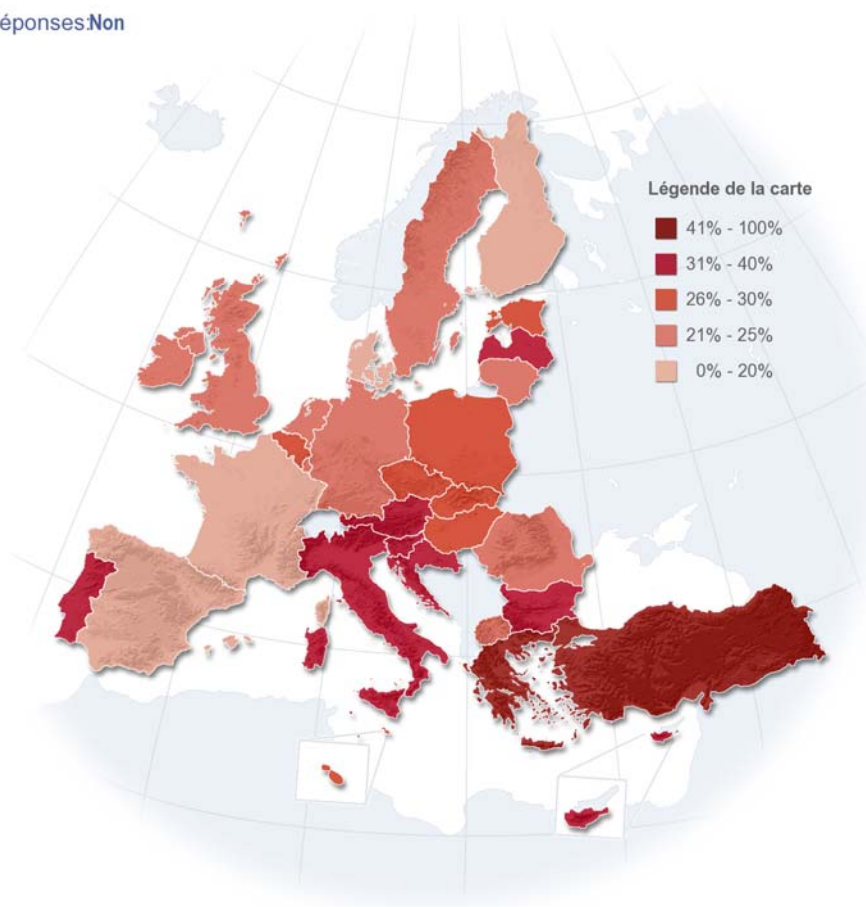 éponses:Non
Légende de la carte
41% - 100%
31% - 40%
26% - 30%
21% - 25%
0% - 20%